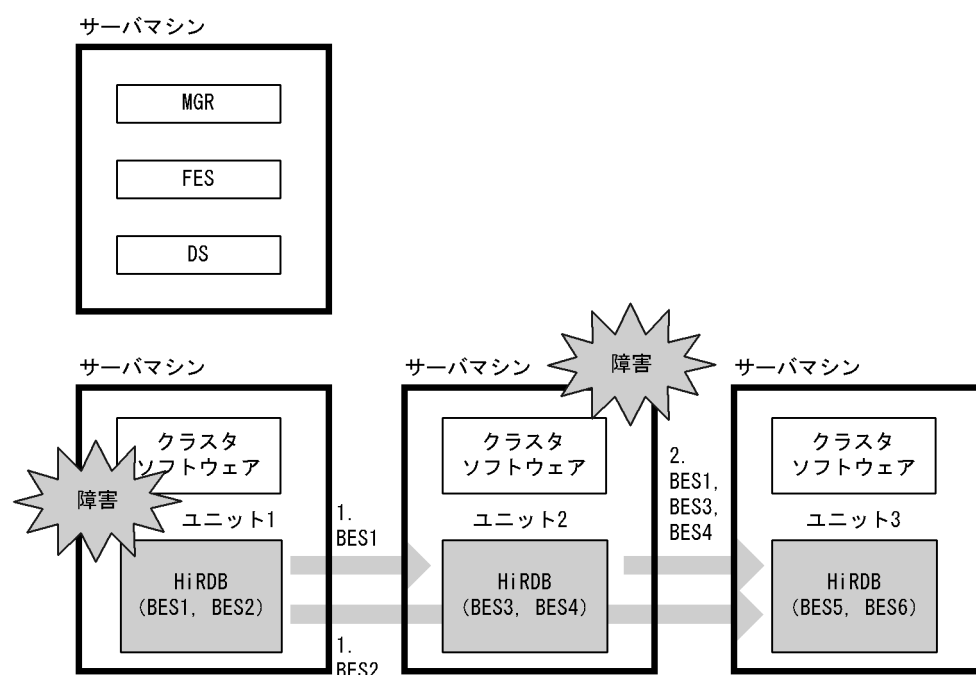 サーバマシン
MGR
FES
DS
サーバマシン
クラスタ
ソフトウェア
障害
ユニット1
HiRDB
(BES1, BES2)
1.
BES1
1.
BES2
サーバマシン
障害
クラスタ
ソフトウェア
ユニット2
HiRDB
(BES3, BES4)
2.
BES1,
BES3,
BES4
サーバマシン
クラスタ
ソフトウェア
ユニット3
HiRDB
(BES5, BES6)